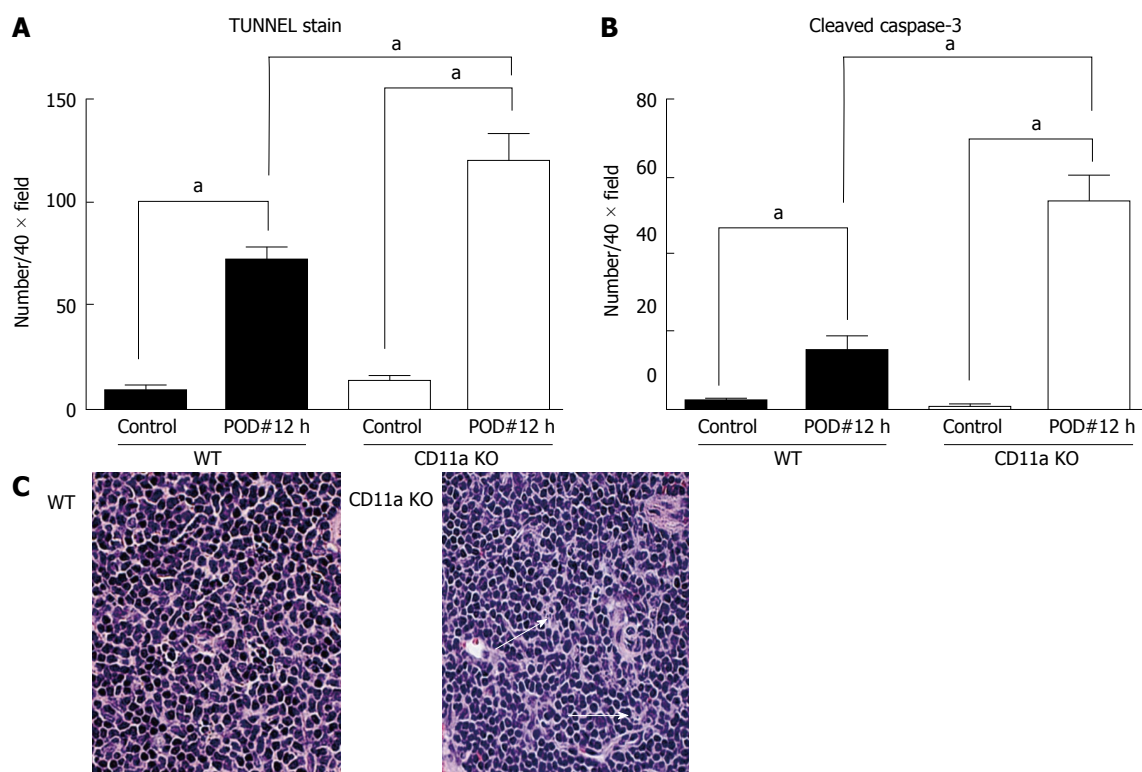 A
TUNNEL stain
a
a
a
150
100
50
0
Number/40 × field
Control
POD#12 h
Control
POD#12 h
WT
CD11a KO
B
Cleaved caspase-3
a
a
a
80
60
40
20
0
Number/40 × field
Control
POD#12 h
Control
POD#12 h
WT
CD11a KO
C
WT
CD11a KO